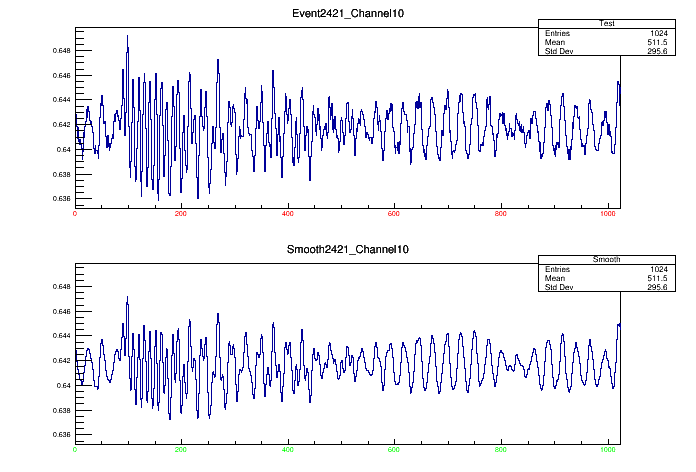 Event2421_Channel10
Test
Entries 1024
Mean 511.5
Std Dev 295.6
0.648
0.646
0.644
0.642
0.64
0.638
0.636
0 200 400 600 800 1000
Smooth2421_Channel10
Smooth
Entries 1024
Mean 511.5
Std Dev 295.6
0.648
0.646
0.644
0.642
0.64
0.638
0.636
0 200 400 600 800 1000